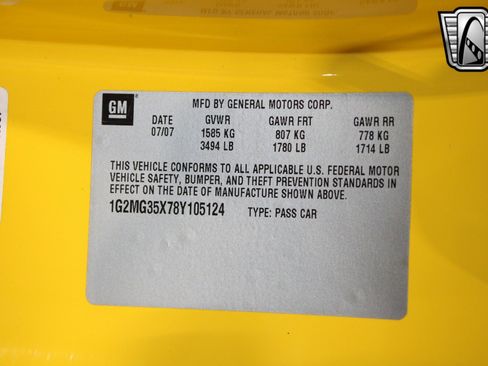 GM
MFD BY GENERAL MOTORS CORP.
DATE GVWR GAWR FRT GAWR RR
07/07 1585 KG 807 KG 778 KG
3494 LB 1780 LB 1714 LB
THIS VEHICLE CONFORMS TO ALL APPLICABLE U.S. FEDERAL MOTOR
VEHICLE SAFETY, BUMPER, AND THEFT PREVENTION STANDARDS IN
EFFECT ON THE DATE OF MANUFACTURE SHOWN ABOVE.
1G2MG35X78Y105124 TYPE: PASS CAR